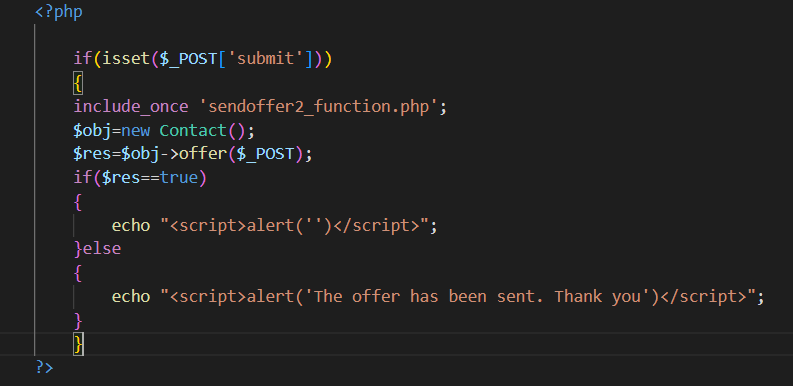 <?php
if(isset($_POST['submit']))
{
include_once 'sendoffer2_function.php';
$obj=new Contact();
$res=$obj->offer($_POST);
if($res==true)
{
echo "<script>alert('')</script>";
}else
{
echo "<script>alert('The offer has been sent. Thank you')</script>";
}
}
?>